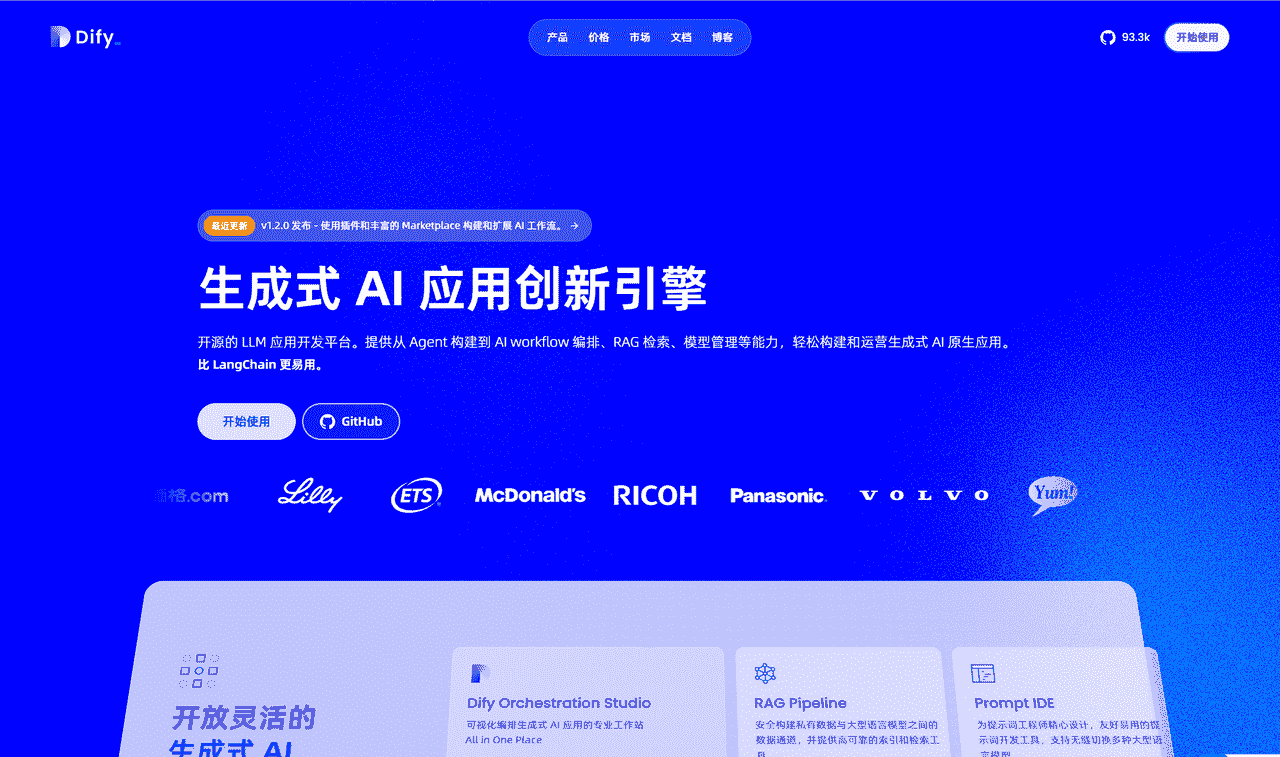 Dify
产品 价格 市场 文档 博客
93.3k 开始使用
最近更新 v1.2.0 发布 - 使用插件和丰富的 Marketplace 构建和扩展 AI 工作流。 →
生成式 AI 应用创新引擎
开源的 LLM 应用开发平台。提供从 Agent 构建到 AI workflow 编排、RAG 检索、模型管理等能力，轻松构建和运营生成式 AI 原生应用。
比 LangChain 更易用。
开始使用 GitHub
格.com Lilly ETS McDonald's RICOH Panasonic VOLVO Yum!
开放灵活的
生成式 AI
Dify Orchestration Studio
可视化编排生成式 AI 应用的专业工作站
All in One Place
RAG Pipeline
安全构建私有数据与大型语言模型之间的
数据通道，并提供高可靠的索引和检索工
具
Prompt IDE
为提示词工程师精心设计，友好易用的提
示词开发工具，支持无缝切换多种大型语
言模型